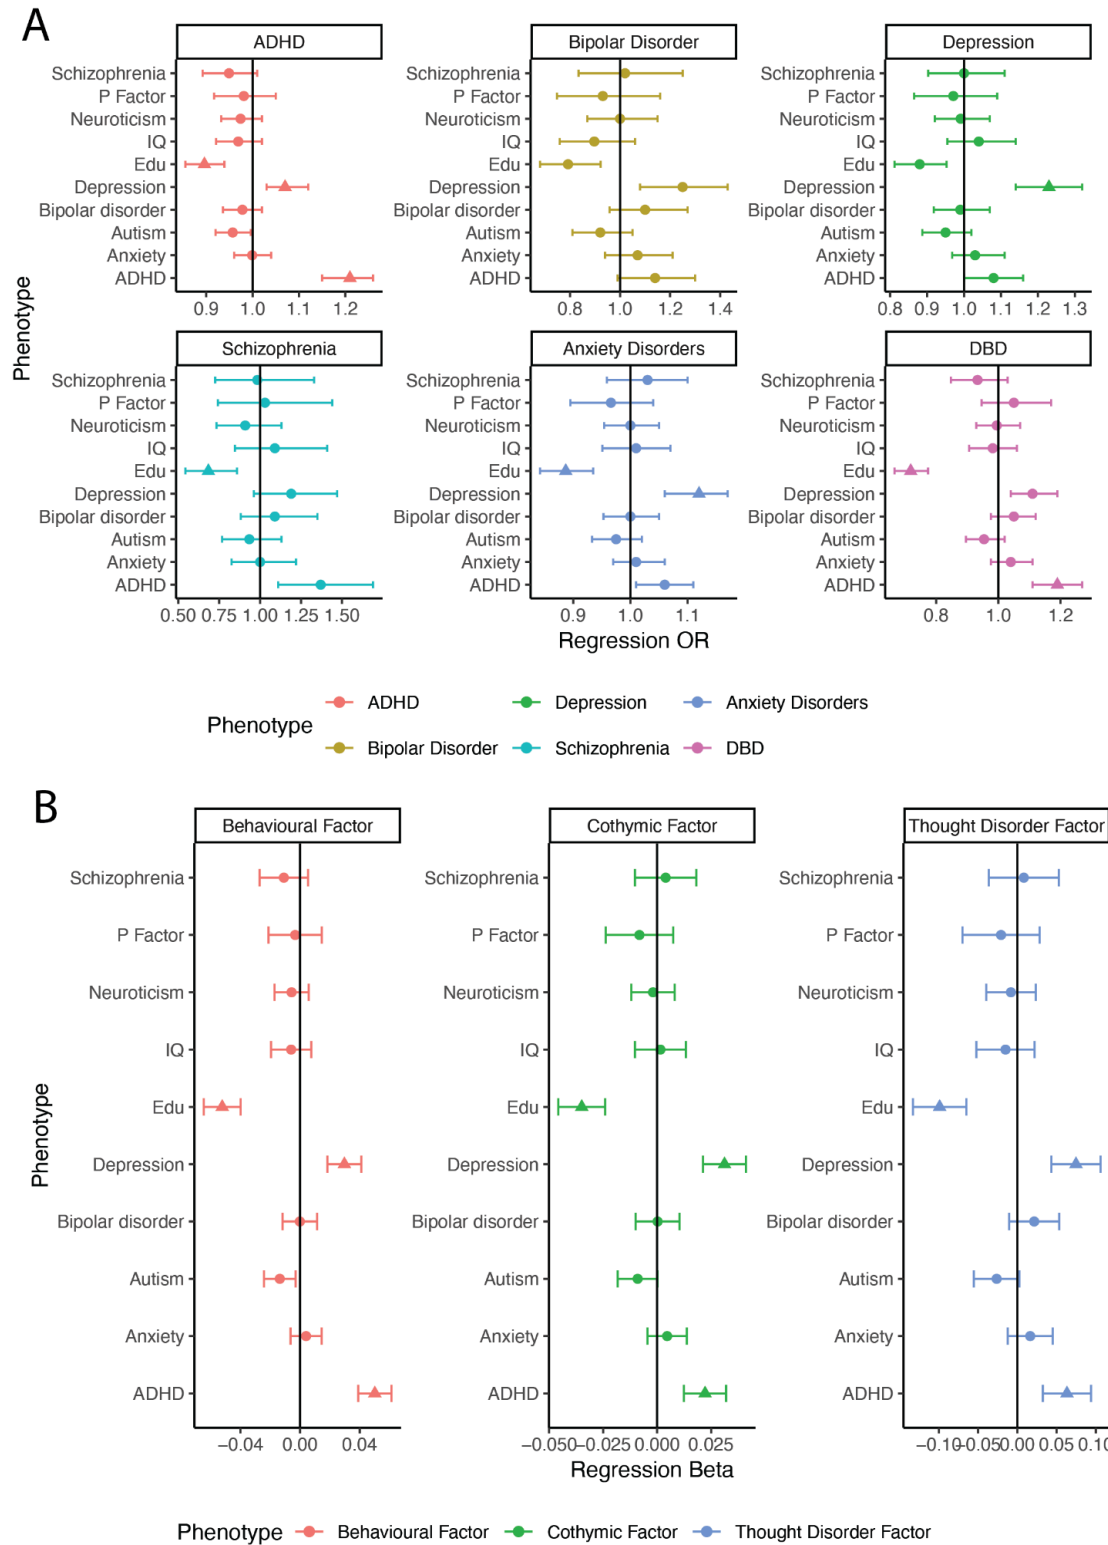 A
ADHD
Bipolar Disorder
Depression
Schizophrenia
P Factor
Neuroticism
IQ
Edu
Depression
Bipolar disorder
Autism
Anxiety
ADHD
0.9 1.0 1.1 1.2
Schizophrenia
P Factor
Neuroticism
IQ
Edu
Depression
Bipolar disorder
Autism
Anxiety
ADHD
0.8 1.0 1.2 1.4
Schizophrenia
P Factor
Neuroticism
IQ
Edu
Depression
Bipolar disorder
Autism
Anxiety
ADHD
0.8 0.9 1.0 1.1 1.2 1.3
Phenotype
Schizophrenia
Anxiety Disorders
DBD
Schizophrenia
P Factor
Neuroticism
IQ
Edu
Depression
Bipolar disorder
Autism
Anxiety
ADHD
0.50 0.75 1.00 1.25 1.50
Schizophrenia
P Factor
Neuroticism
IQ
Edu
Depression
Bipolar disorder
Autism
Anxiety
ADHD
0.9 1.0 1.1
Schizophrenia
P Factor
Neuroticism
IQ
Edu
Depression
Bipolar disorder
Autism
Anxiety
ADHD
0.8 1.0 1.2
Regression OR
Phenotype
ADHD
Depression
Anxiety Disorders
Bipolar Disorder
Schizophrenia
DBD
B
Behavioural Factor
Cothymic Factor
Thought Disorder Factor
Schizophrenia
P Factor
Neuroticism
IQ
Edu
Depression
Bipolar disorder
Autism
Anxiety
ADHD
−0.04 0.00 0.04
Schizophrenia
P Factor
Neuroticism
IQ
Edu
Depression
Bipolar disorder
Autism
Anxiety
ADHD
−0.050 −0.025 0.000 0.025
Schizophrenia
P Factor
Neuroticism
IQ
Edu
Depression
Bipolar disorder
Autism
Anxiety
ADHD
−0.10 −0.05 0.00 0.05 0.10
Phenotype
Regression Beta
Phenotype Behavioural Factor Cothymic Factor Thought Disorder Factor